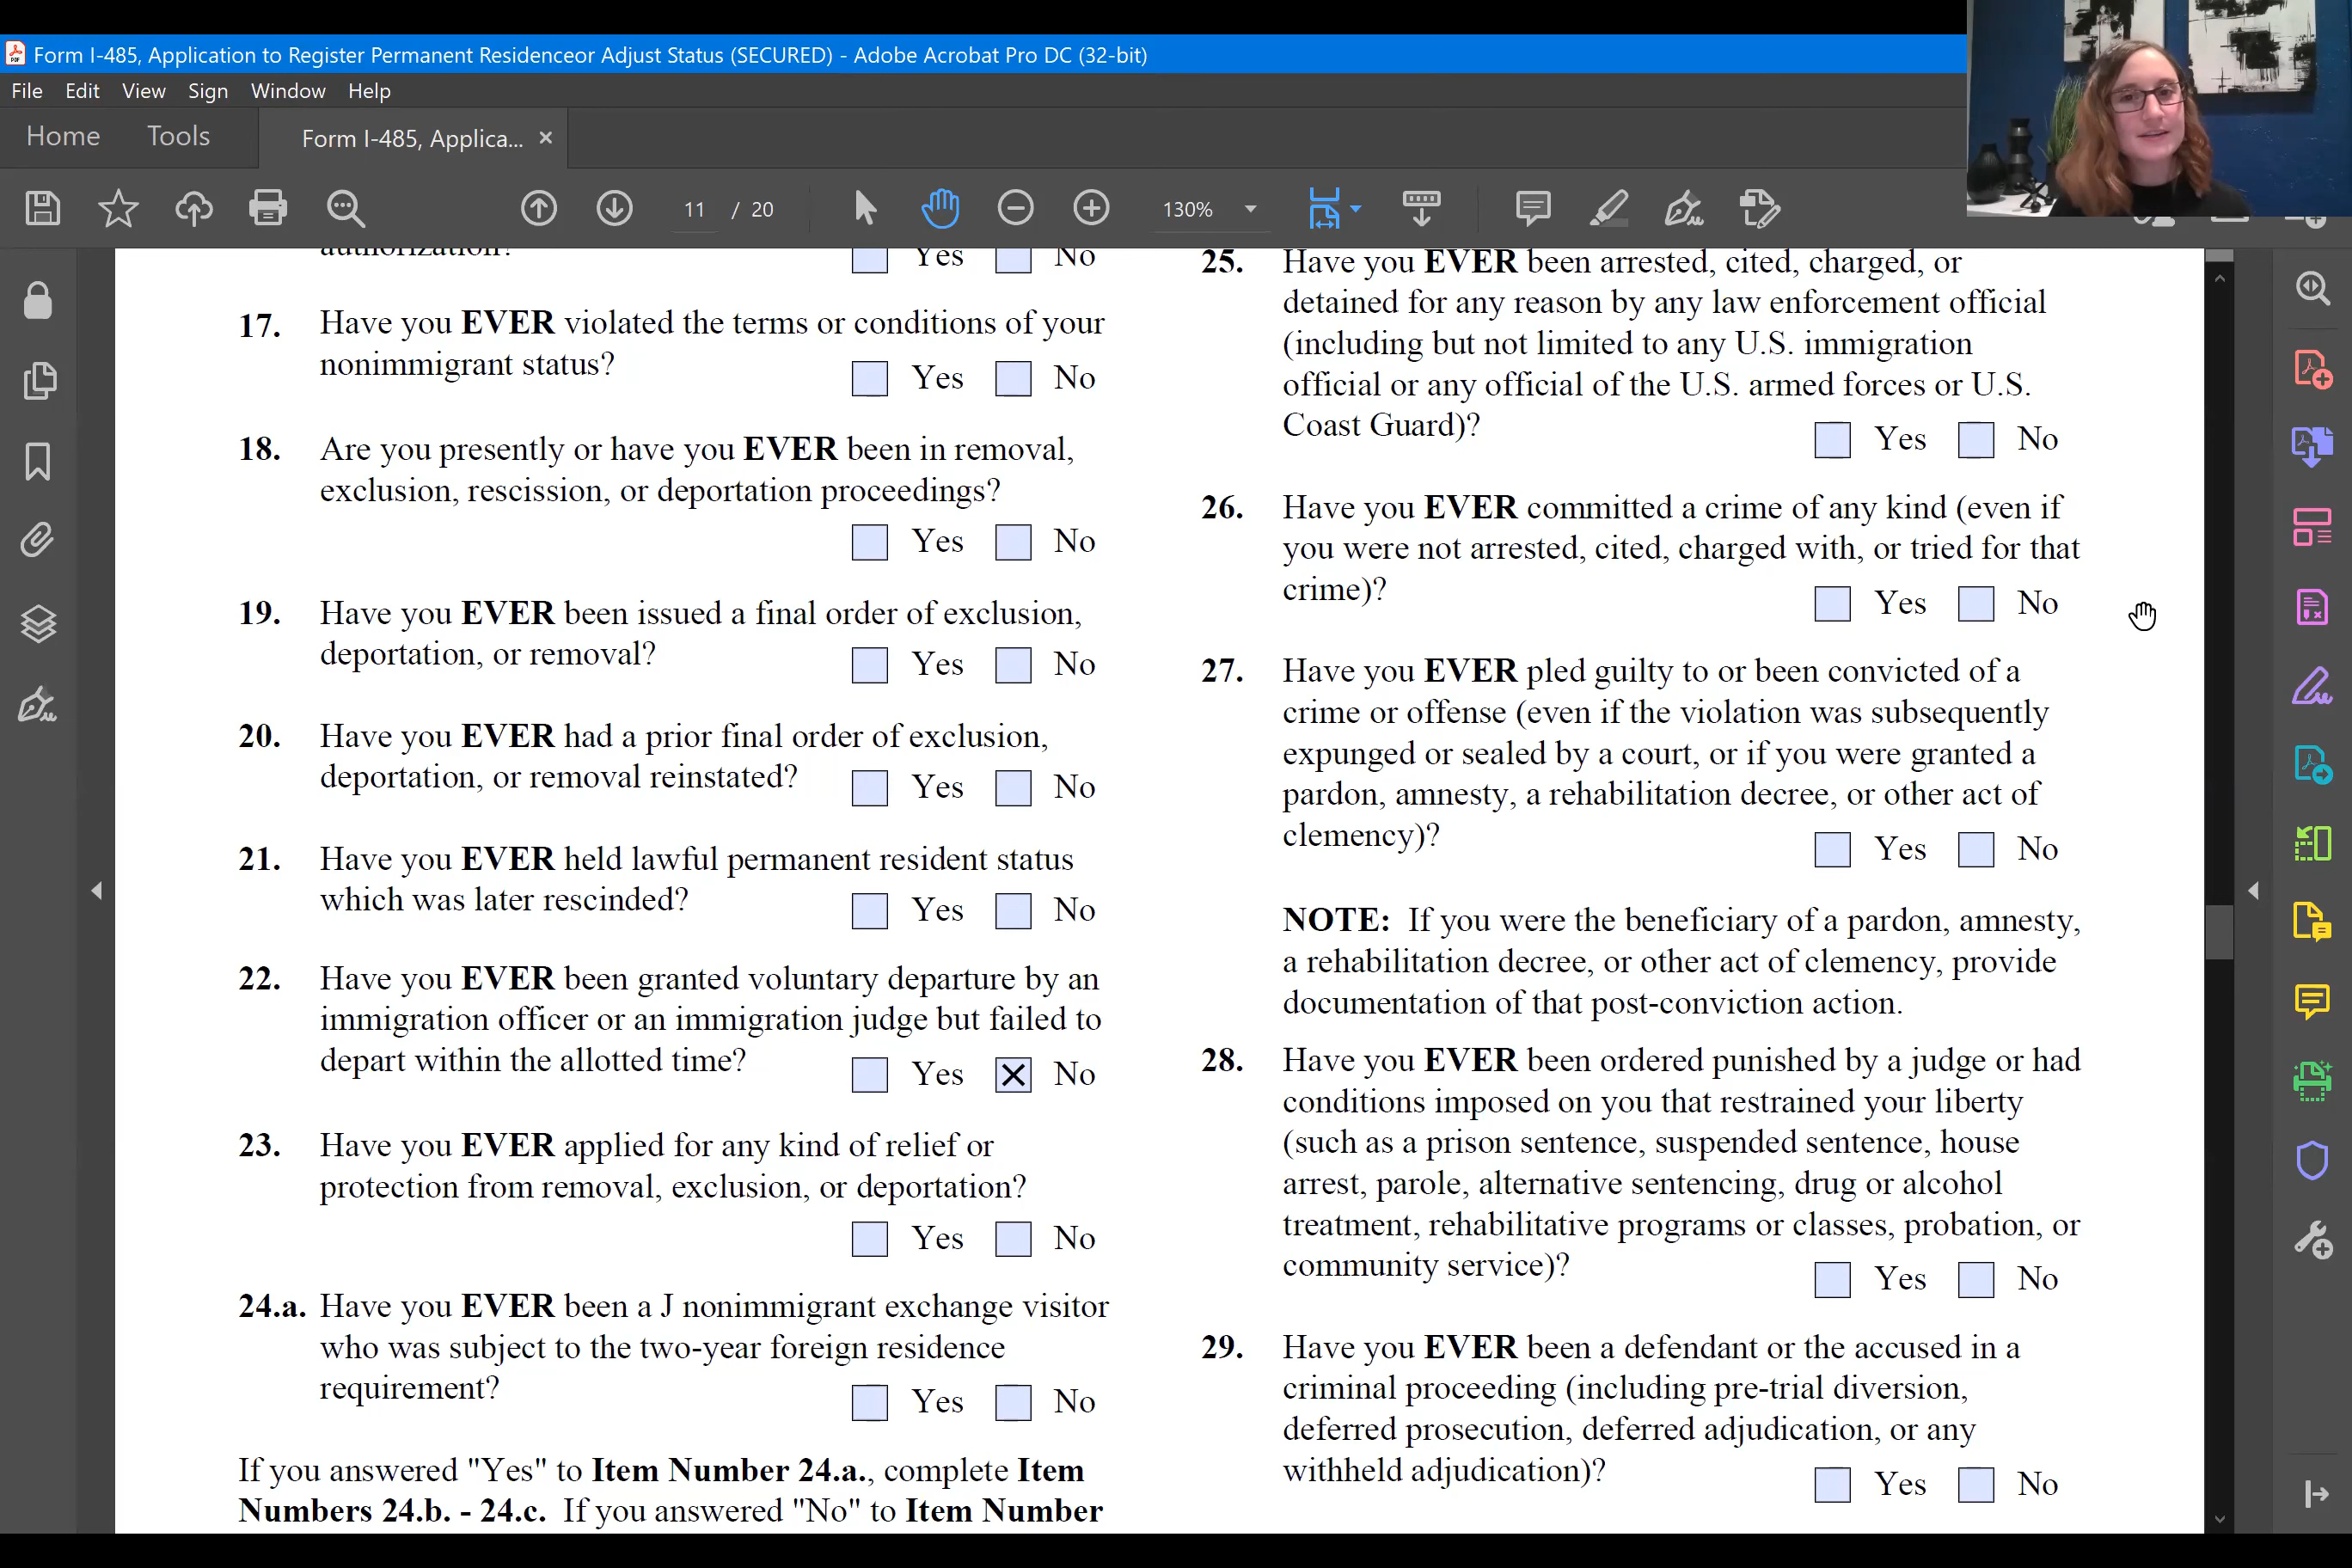 Form I-485, Application to Register Permanent Residenceor Adjust Status (SECURED) - Adobe Acrobat Pro DC (32-bit)
File Edit View Sign Window Help
Home Tools Form I-485, Applica... ×
11 / 20 130%
authorization? Yes No
17. Have you EVER violated the terms or conditions of your
nonimmigrant status? Yes No
18. Are you presently or have you EVER been in removal,
exclusion, rescission, or deportation proceedings?
Yes No
19. Have you EVER been issued a final order of exclusion,
deportation, or removal? Yes No
20. Have you EVER had a prior final order of exclusion,
deportation, or removal reinstated? Yes No
21. Have you EVER held lawful permanent resident status
which was later rescinded? Yes No
22. Have you EVER been granted voluntary departure by an
immigration officer or an immigration judge but failed to
depart within the allotted time? Yes No
23. Have you EVER applied for any kind of relief or
protection from removal, exclusion, or deportation?
Yes No
24.a. Have you EVER been a J nonimmigrant exchange visitor
who was subject to the two-year foreign residence
requirement? Yes No
If you answered "Yes" to Item Number 24.a., complete Item
Numbers 24.b. - 24.c. If you answered "No" to Item Number
25. Have you EVER been arrested, cited, charged, or
detained for any reason by any law enforcement official
(including but not limited to any U.S. immigration
official or any official of the U.S. armed forces or U.S.
Coast Guard)? Yes No
26. Have you EVER committed a crime of any kind (even if
you were not arrested, cited, charged with, or tried for that
crime)? Yes No
27. Have you EVER pled guilty to or been convicted of a
crime or offense (even if the violation was subsequently
expunged or sealed by a court, or if you were granted a
pardon, amnesty, a rehabilitation decree, or other act of
clemency)? Yes No
NOTE: If you were the beneficiary of a pardon, amnesty,
a rehabilitation decree, or other act of clemency, provide
documentation of that post-conviction action.
28. Have you EVER been ordered punished by a judge or had
conditions imposed on you that restrained your liberty
(such as a prison sentence, suspended sentence, house
arrest, parole, alternative sentencing, drug or alcohol
treatment, rehabilitative programs or classes, probation, or
community service)? Yes No
29. Have you EVER been a defendant or the accused in a
criminal proceeding (including pre-trial diversion,
deferred prosecution, deferred adjudication, or any
withheld adjudication)? Yes No